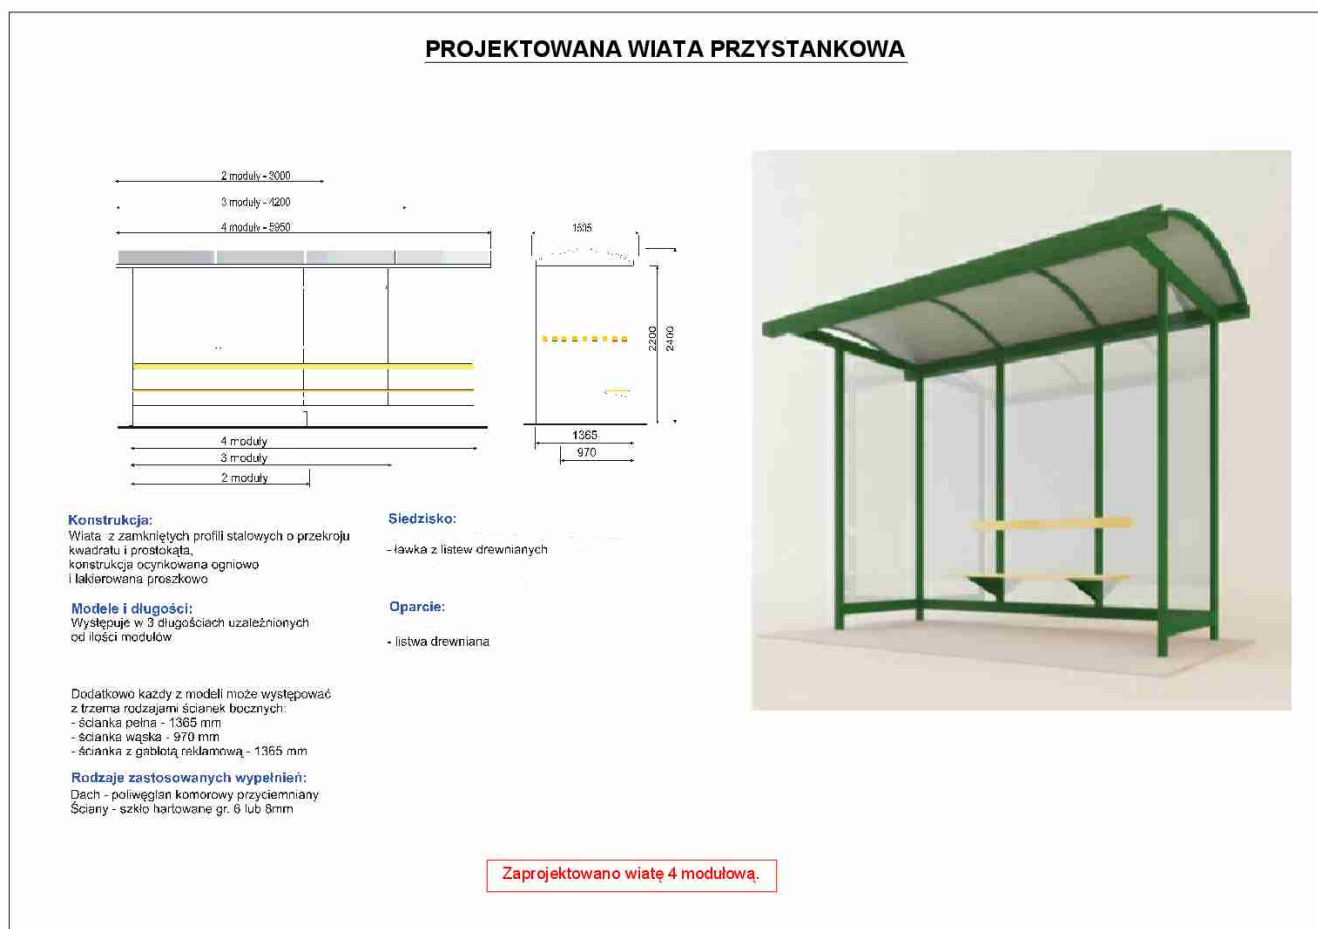 PROJEKTOWANA WIATA PRZYSTANKOWA
2 moduły - 3000
3 moduły - 4200
4 moduły - 5950
1595
2200
2400
1365
970
4 moduły
3 moduły
2 moduły
Konstrukcja:
Wiata z zamkniętych profili stalowych o przekroju
kwadratu i prostokąta,
konstrukcja ocynkowana ogniowo
i lakierowana proszkowo
Modele i długości:
Występuje w 3 długościach uzależnionych
od ilości modułów
Dodatkowo każdy z modeli może występować
z trzema rodzajami ścianek bocznych:
- ścianka pełna - 1365 mm
- ścianka wąska - 970 mm
- ścianka z gablotą reklamową - 1365 mm
Rodzaje zastosowanych wypełnień:
Dach - poliwęglan komorowy przyciemniany
Ściany - szkło hartowane gr. 6 lub 8mm
Siedzisko:
- ławka z listew drewnianych
Oparcie:
- listwa drewniana
Zaprojektowano wiatę 4 modułową.